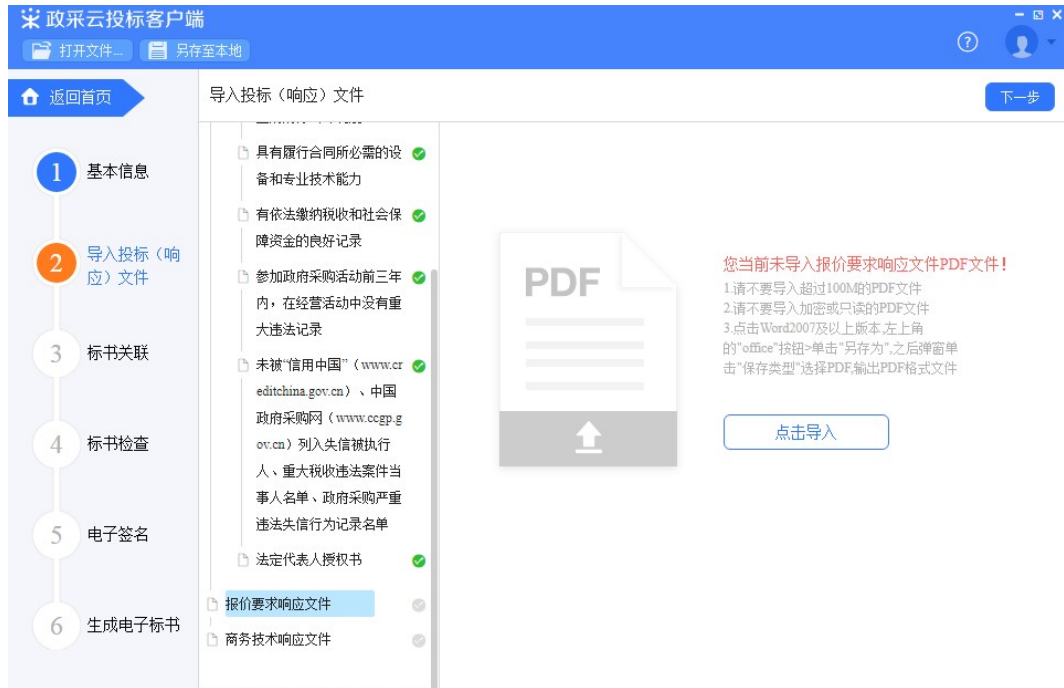 政采云投标客户端
打开文件... 另存至本地
返回首页
导入投标（响应）文件
下一步
1 基本信息
2 导入投标（响
应）文件
3 标书关联
4 标书检查
5 电子签名
6 生成电子标书
具有履行合同所必需的设
备和专业技术能力
有依法缴纳税收和社会保
障资金的良好记录
参加政府采购活动前三年
内，在经营活动中没有重
大违法记录
未被“信用中国”（www.cr
editchina.gov.cn）、中国
政府采购网（www.ccgp.g
ov.cn）列入失信被执行
人、重大税收违法案件当
事人名单、政府采购严重
违法失信行为记录名单
法定代表人授权书
报价要求响应文件
商务技术响应文件
PDF
您当前未导入报价要求响应文件PDF文件！
1.请不要导入超过100M的PDF文件
2.请不要导入加密或只读的PDF文件
3.点击Word2007及以上版本,左上角
的"office"按钮>单击"另存为",之后弹窗单
击"保存类型"选择PDF,输出PDF格式文件
点击导入